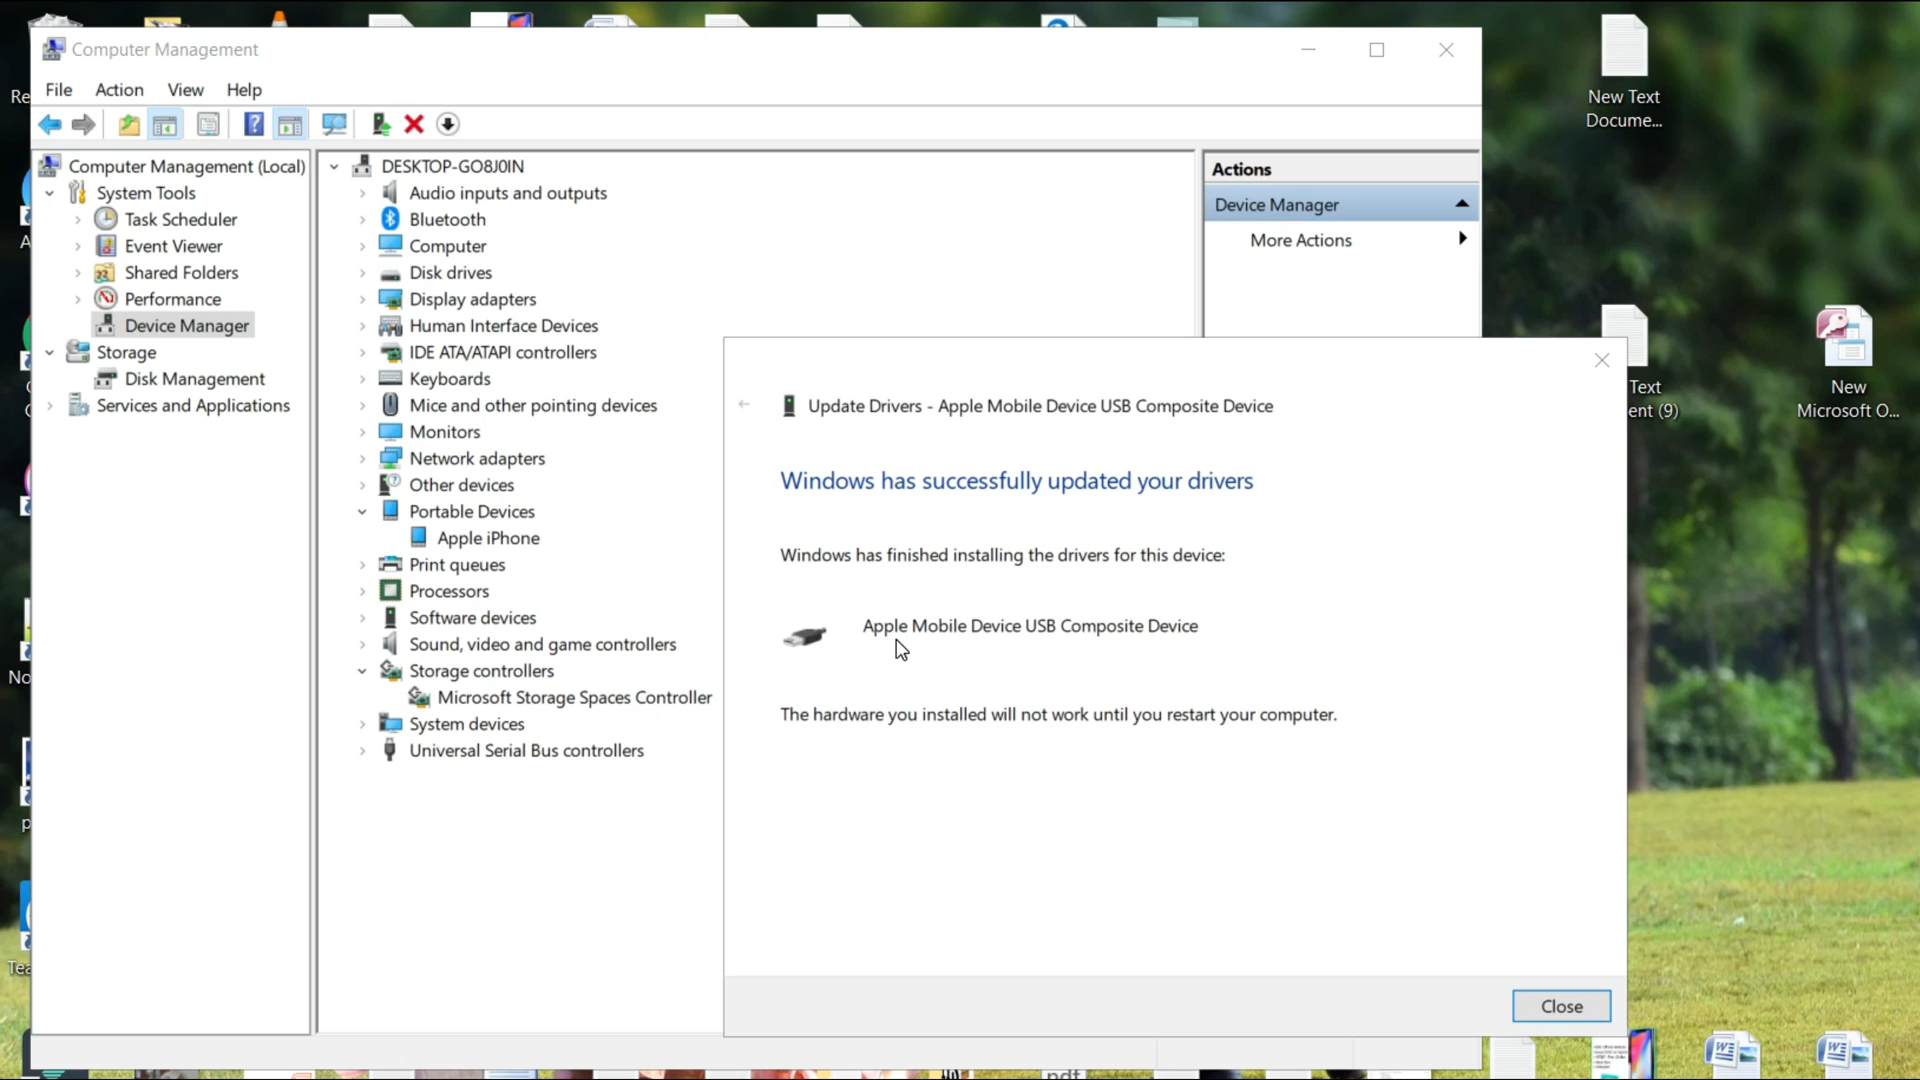 Computer Management
File Action View Help
Computer Management (Local)
System Tools
Task Scheduler
Event Viewer
Shared Folders
Performance
Device Manager
Storage
Disk Management
Services and Applications
DESKTOP-GO8J0IN
Audio inputs and outputs
Bluetooth
Computer
Disk drives
Display adapters
Human Interface Devices
IDE ATA/ATAPI controllers
Keyboards
Mice and other pointing devices
Monitors
Network adapters
Other devices
Portable Devices
Apple iPhone
Print queues
Processors
Software devices
Sound, video and game controllers
Storage controllers
Microsoft Storage Spaces Controller
System devices
Universal Serial Bus controllers
Actions
Device Manager
More Actions
Update Drivers - Apple Mobile Device USB Composite Device
Windows has successfully updated your drivers
Windows has finished installing the drivers for this device:
Apple Mobile Device USB Composite Device
The hardware you installed will not work until you restart your computer.
Close
New Text
Docume...
Text
ent (9)
New
Microsoft O...
Re
A
No
p
Tea
pdf